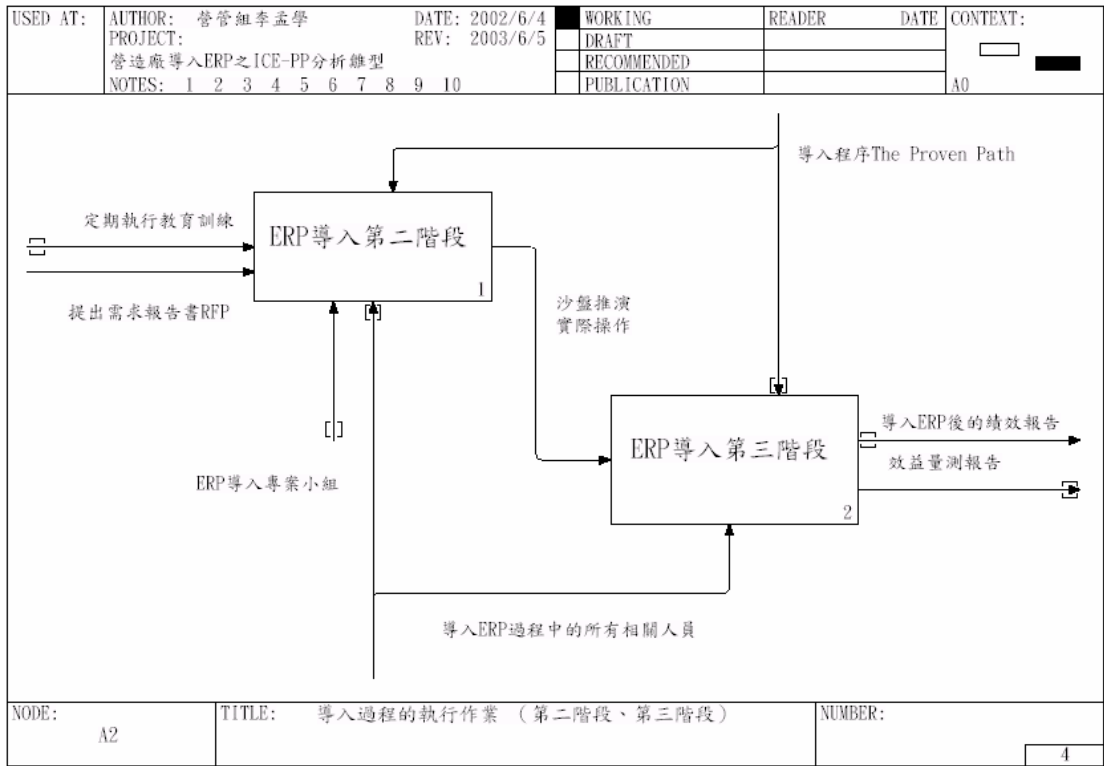 USED AT:
AUTHOR: 營管組李孟學
DATE: 2002/6/4
PROJECT:
REV: 2003/6/5
營造廠導入ERP之ICE-PP分析雛型
NOTES: 1 2 3 4 5 6 7 8 9 10
WORKING
DRAFT
RECOMMENDED
PUBLICATION
READER
DATE
CONTEXT:
A0
導入程序The Proven Path
定期執行教育訓練
ERP導入第二階段
1
提出需求報告書RFP
沙盤推演
實際操作
ERP導入專案小組
ERP導入第三階段
2
導入ERP後的績效報告
效益量測報告
導入ERP過程中的所有相關人員
NODE:
A2
TITLE: 導入過程的執行作業 (第二階段、第三階段)
NUMBER:
4